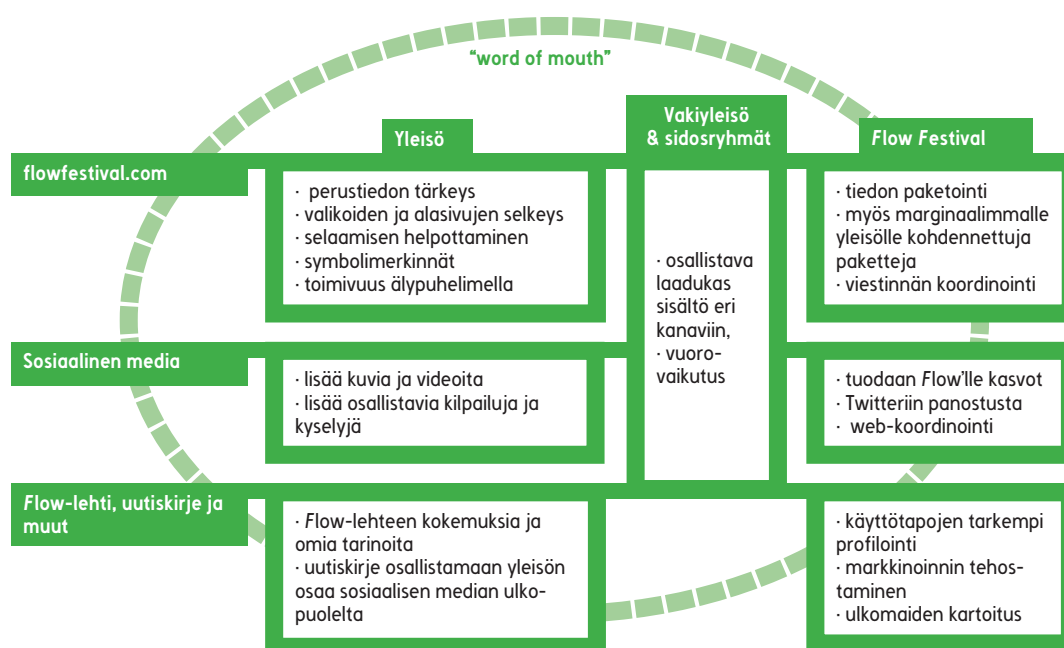 “word of mouth”
Yleisö
Vakiyleisö
& sidosryhmät
Flow Festival
flowfestival.com
· perustiedon tärkeys
· valikoiden ja alasivujen selkeys
· selaamisen helpottaminen
· symbolimerkinnät
· toimivuus älypuhelimella
· osallistava
laadukas
sisältö eri
kanaviin,
· vuoro-
vaikutus
· tiedon paketointi
· myös marginaalimmalle
yleisölle kohdennettuja
paketteja
· viestinnän koordinointi
Sosiaalinen media
· lisää kuvia ja videoita
· lisää osallistavia kilpailuja ja
kyselyjä
· tuodaan Flow’lle kasvot
· Twitteriin panostusta
· web-koordinointi
Flow-lehti, uutiskirje ja
muut
· Flow-lehteen kokemuksia ja
omia tarinoita
· uutiskirje osallistamaan yleisön
osaa sosiaalisen median ulko-
puolelta
· käyttötapojen tarkempi
profilointi
· markkinoinnin tehos-
taminen
· ulkomaiden kartoitus